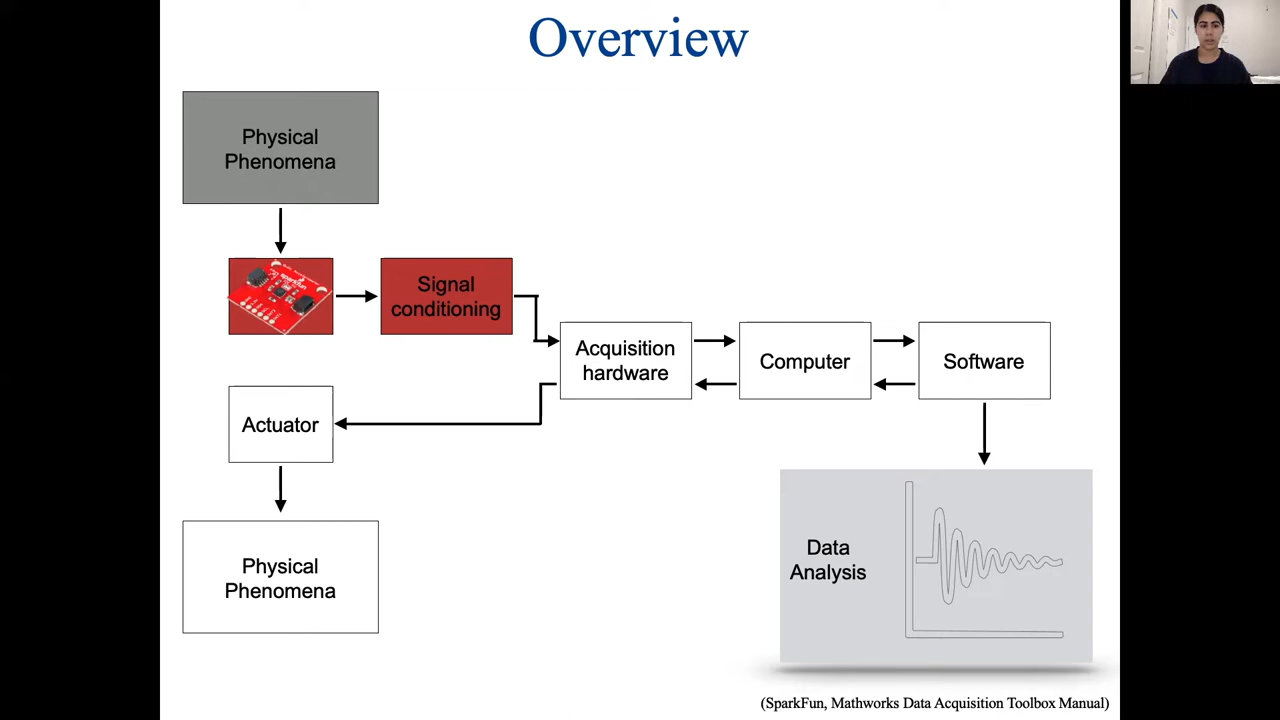 Overview
Physical
Phenomena
sparkfun
Signal
conditioning
Acquisition
hardware
Computer
Software
Actuator
Physical
Phenomena
Data
Analysis
(SparkFun, Mathworks Data Acquisition Toolbox Manual)